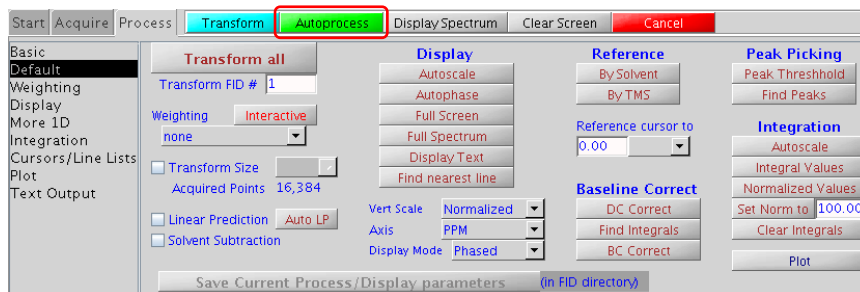 Start Acquire Process Transform Autoprocess Display Spectrum Clear Screen Cancel
Basic
Default
Weighting
Display
More 1D
Integration
Cursors/Line Lists
Plot
Text Output
Transform all
Transform FID # 1
Weighting Interactive
none
Transform Size
Acquired Points 16,384
Linear Prediction Auto LP
Solvent Subtraction
Display
Autoscale
Autophase
Full Screen
Full Spectrum
Display Text
Find nearest line
Vert Scale Normalized
Axis PPM
Display Mode Phased
Reference
By Solvent
By TMS
Reference cursor to
0.00
Baseline Correct
DC Correct
Find Integrals
BC Correct
Peak Picking
Peak Threshhold
Find Peaks
Integration
Autoscale
Integral Values
Normalized Values
Set Norm to 100.00
Clear Integrals
Plot
Save Current Process/Display parameters (in FID directory)